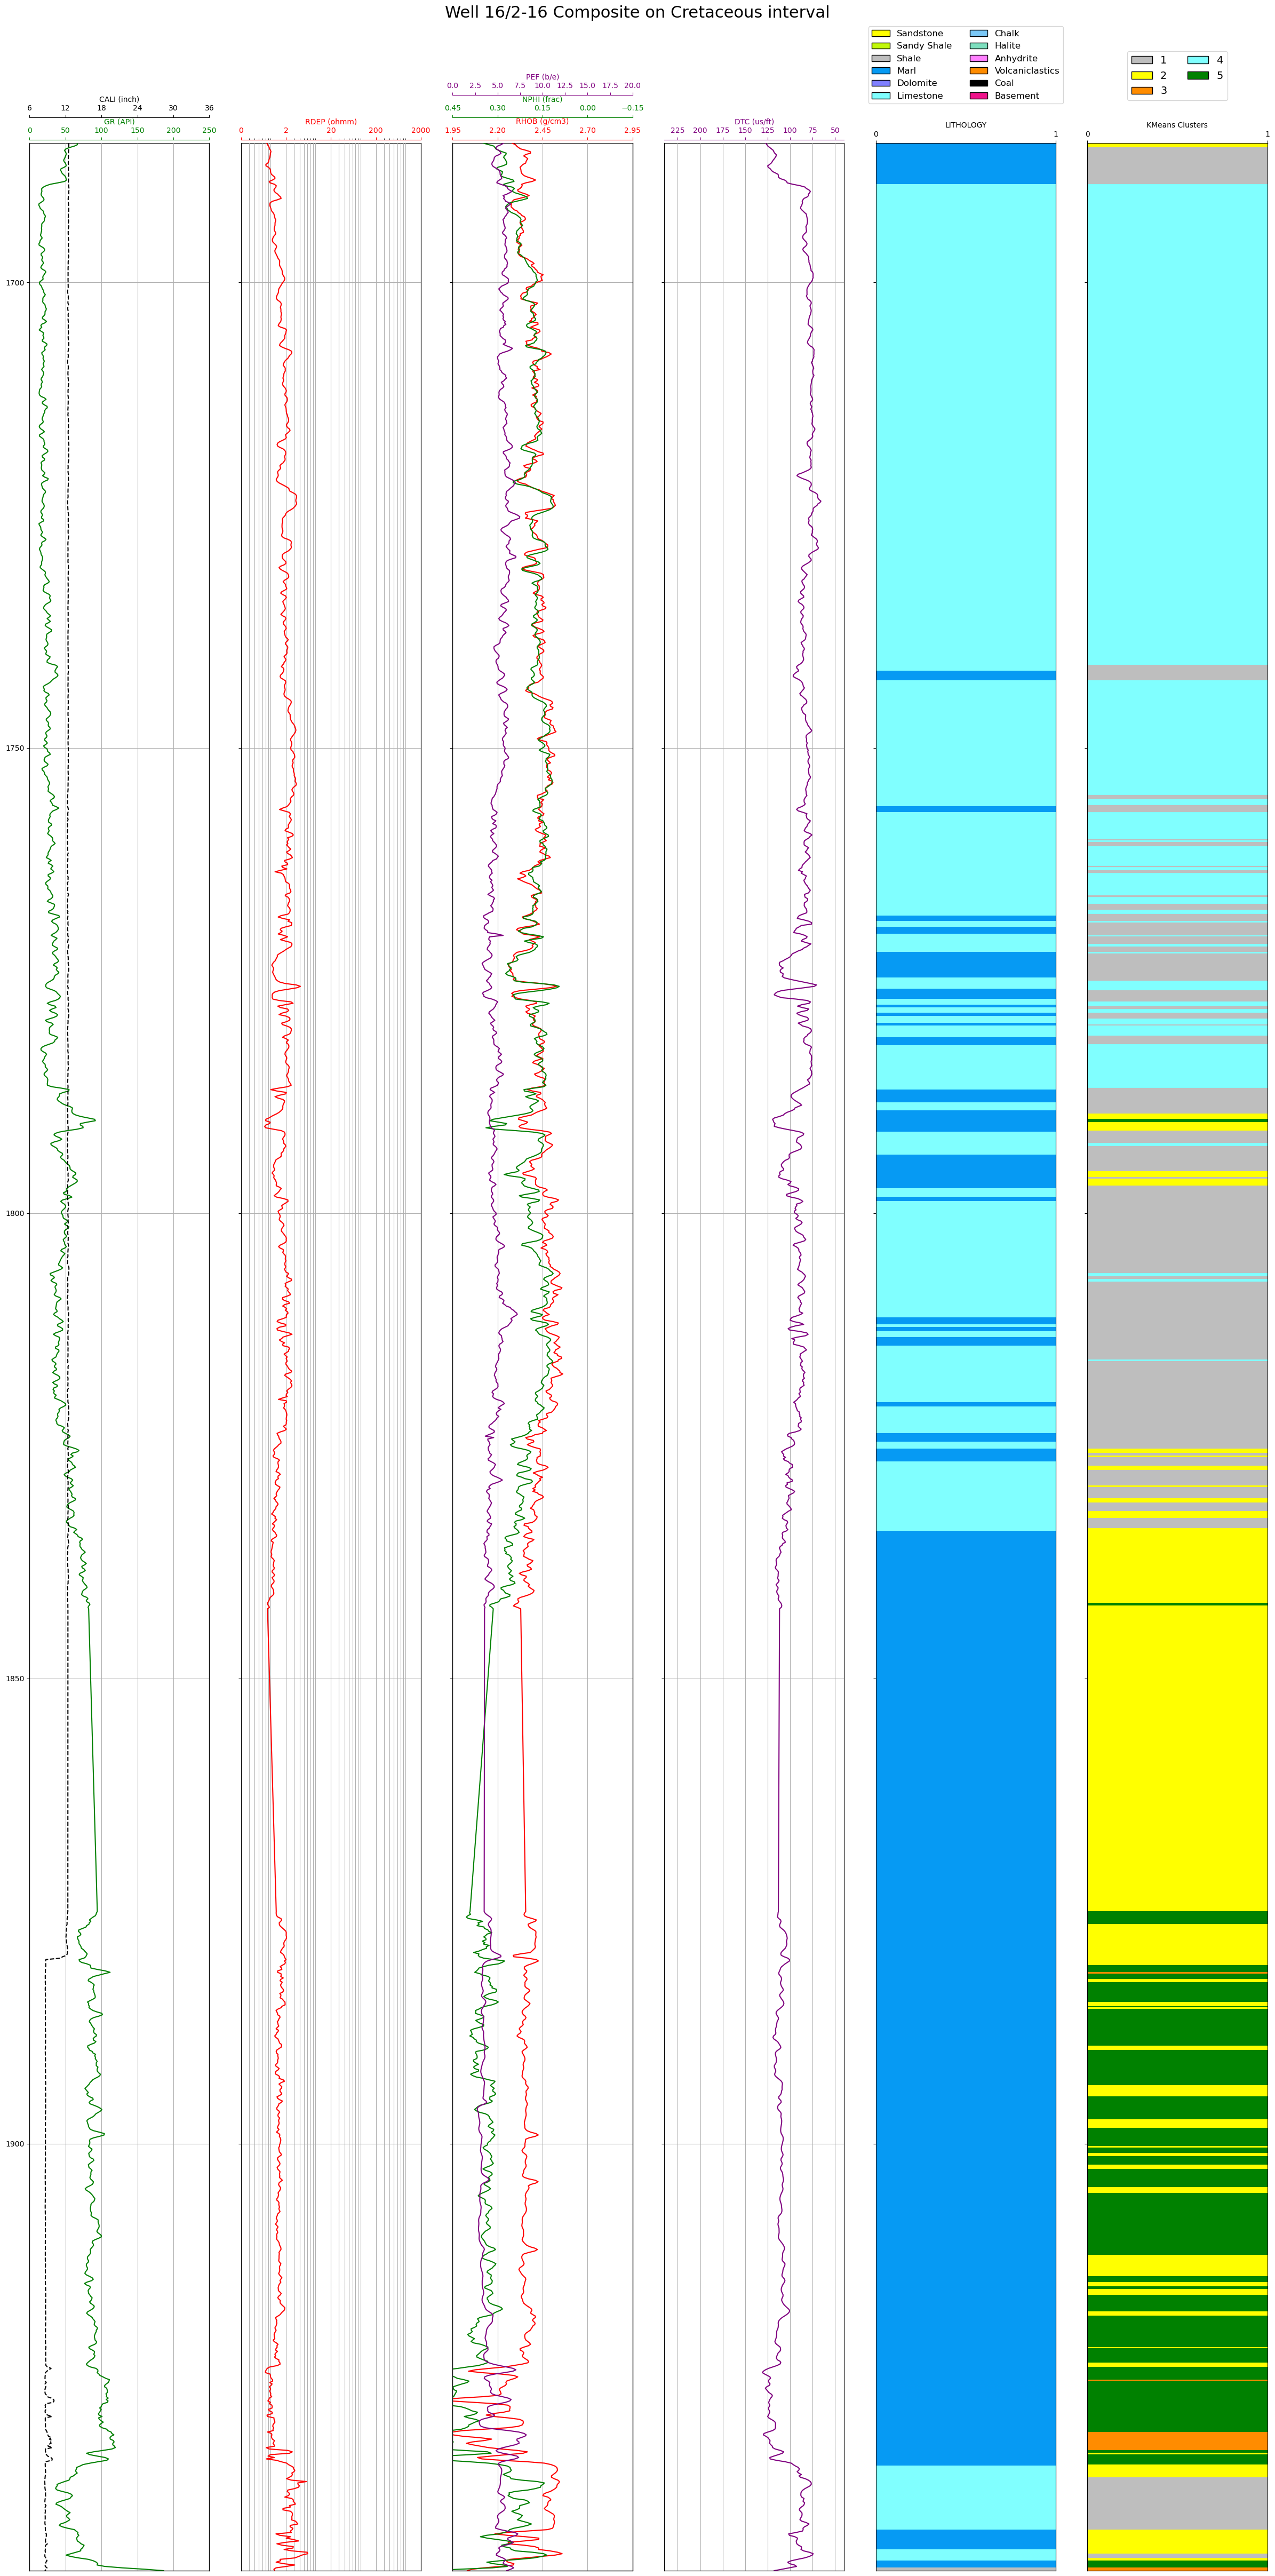 Well 16/2-16 Composite on Cretaceous interval
Sandstone
Sandy Shale
Shale
Marl
Dolomite
Limestone
Chalk
Halite
Anhydrite
Volcaniclastics
Coal
Basement
1
2
3
4
5
PEF (b/e)
0.0 2.5 5.0 7.5 10.0 12.5 15.0 17.5 20.0
CALI (inch)
6 12 18 24 30 36
NPHI (frac)
0.45 0.30 0.15 0.00 −0.15
GR (API)
0 50 100 150 200 250
RDEP (ohmm)
0 2 20 200 2000
RHOB (g/cm3)
1.95 2.20 2.45 2.70 2.95
DTC (us/ft)
225 200 175 150 125 100 75 50
LITHOLOGY
0 1
KMeans Clusters
0 1
1700
1750
1800
1850
1900